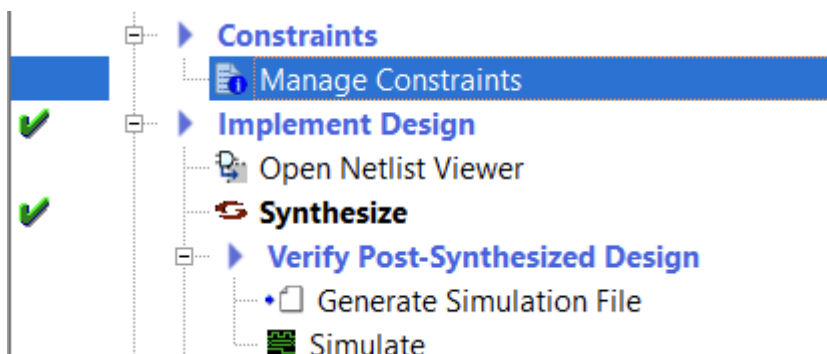 Constraints
Manage Constraints
Implement Design
Open Netlist Viewer
Synthesize
Verify Post-Synthesized Design
Generate Simulation File
Simulate